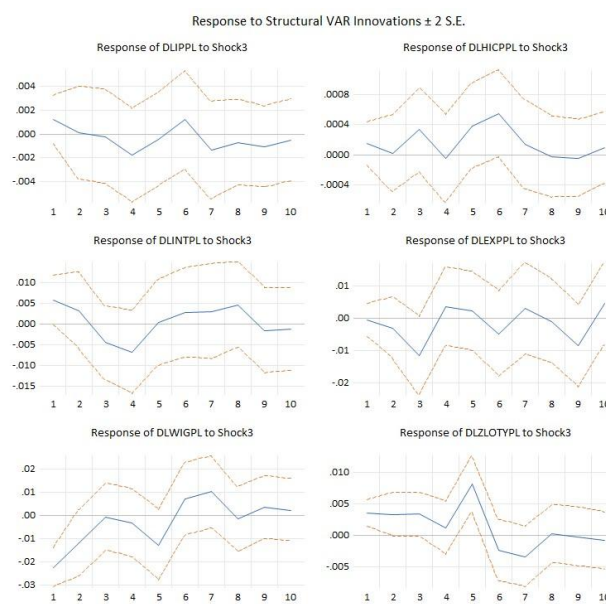 Response to Structural VAR Innovations ± 2 S.E.
Response of DLIPPL to Shock3
.004
.002
.000
-.002
-.004
1 2 3 4 5 6 7 8 9 10
Response of DLHICPPL to Shock3
.0008
.0004
.0000
-.0004
1 2 3 4 5 6 7 8 9 10
Response of DLINTPL to Shock3
.010
.005
.000
-.005
-.010
-.015
1 2 3 4 5 6 7 8 9 10
Response of DLEXPPL to Shock3
.01
.00
-.01
-.02
1 2 3 4 5 6 7 8 9 10
Response of DLWIGPL to Shock3
.02
.01
.00
-.01
-.02
-.03
1 2 3 4 5 6 7 8 9 10
Response of DLZLOTYPL to Shock3
.010
.005
.000
-.005
1 2 3 4 5 6 7 8 9 10